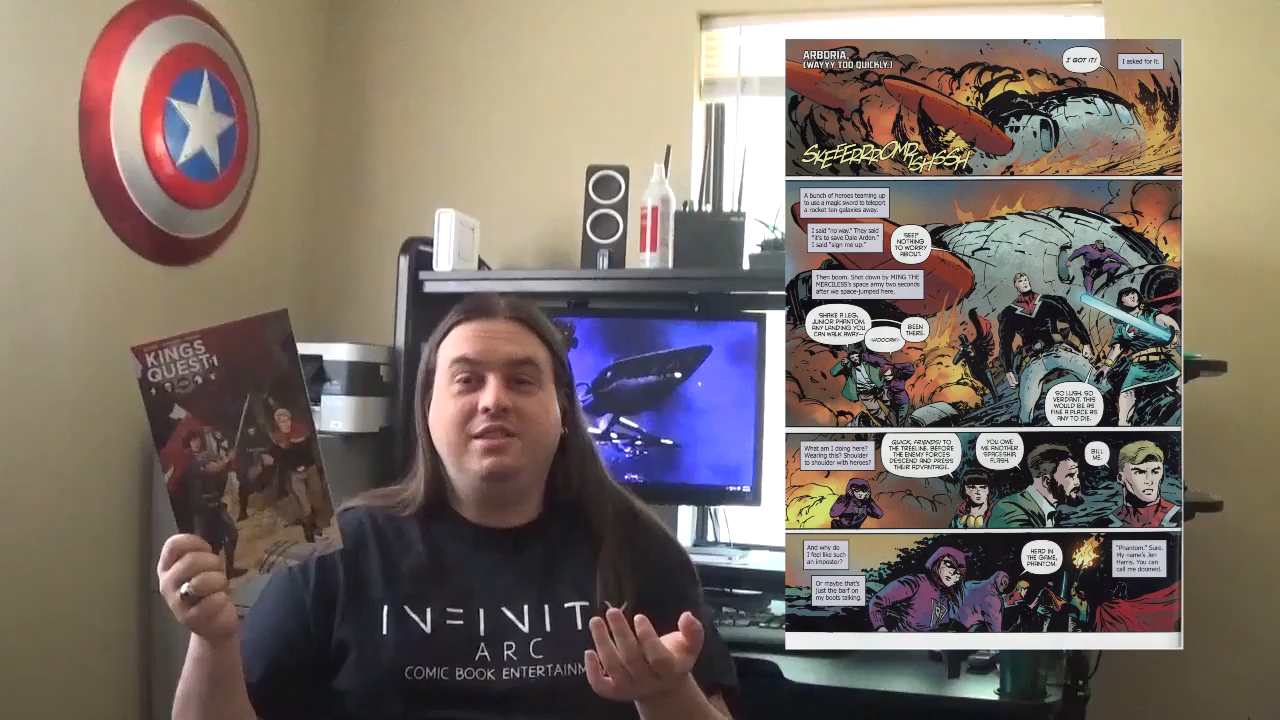 KINGS
QUEST
INFINITY
ARC
COMIC BOOK ENTERTAINM
ARBORIA.
(WAYYY TOO QUICKLY.)
I GOT IT!
I asked for it.
SKEEERRROMP
SHSSH
A bunch of heroes teaming up
to use a magic sword to teleport
a rocket ten galaxies away.
I said "no way." They said
"it's to save Dale Arden."
I said "sign me up."
SEE?
NOTHING
TO WORRY
ABOUT.
Then boom. Shot down by MING THE
MERCILESS's space army two seconds
after we space-jumped here.
SHAKE A LEG,
JUNIOR PHANTOM.
ANY LANDING YOU
CAN WALK AWAY—
BEEN
THERE.
SO LUSH, SO
VERDANT. THIS
WOULD BE AS
FINE A PLACE AS
ANY TO DIE.
What am I doing here?
Wearing this? Shoulder
to shoulder with heroes?
QUICK, FRIENDS! TO
THE TREELINE, BEFORE
THE ENEMY FORCES
DESCEND AND PRESS
THEIR ADVANTAGE.
YOU OWE
ME ANOTHER
SPACESHIP,
FLASH.
BILL
ME.
And why do
I feel like such
an imposter?
Or maybe that's
just the barf on
my boots talking.
HEAD IN
THE GAME,
PHANTOM.
"Phantom." Sure.
My name's Jen
Harris. You can
call me doomed.